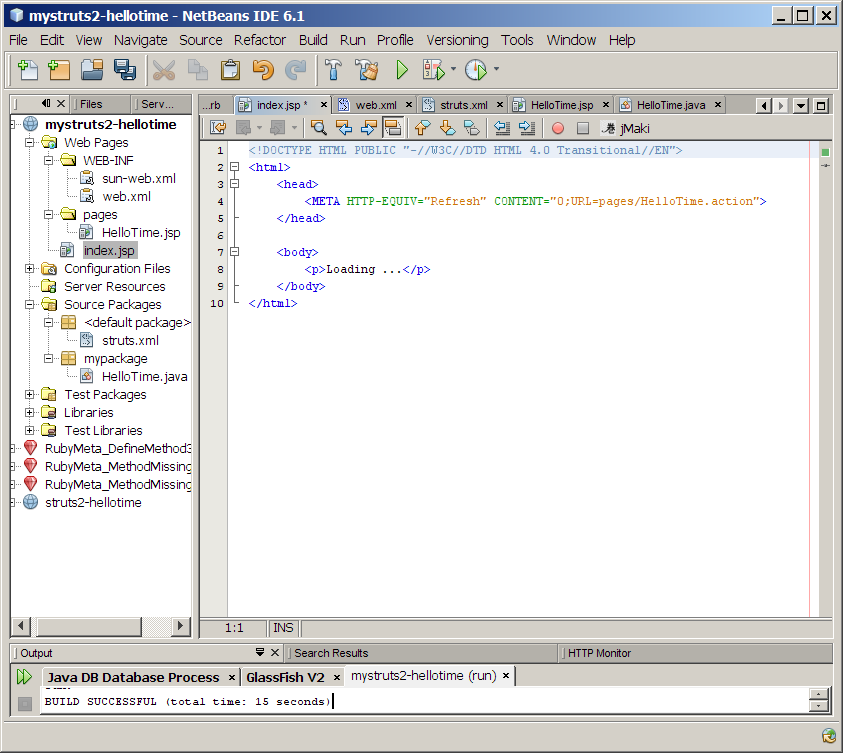 mystruts2-hellotime - NetBeans IDE 6.1
File Edit View Navigate Source Refactor Build Run Profile Versioning Tools Window Help
Files Serv... ...rb index.jsp * web.xml struts.xml HelloTime.jsp HelloTime.java
jMaki
mystruts2-hellotime
Web Pages
WEB-INF
sun-web.xml
web.xml
pages
HelloTime.jsp
index.jsp
Configuration Files
Server Resources
Source Packages
<default package>
struts.xml
mypackage
HelloTime.java
Test Packages
Libraries
Test Libraries
RubyMeta_DefineMethod3
RubyMeta_MethodMissing
RubyMeta_MethodMissing
struts2-hellotime
1 <!DOCTYPE HTML PUBLIC "-//W3C//DTD HTML 4.0 Transitional//EN">
2 <html>
3 <head>
4 <META HTTP-EQUIV="Refresh" CONTENT="0;URL=pages/HelloTime.action">
5 </head>
6
7 <body>
8 <p>Loading ...</p>
9 </body>
10 </html>
1:1 INS
Output Search Results HTTP Monitor
Java DB Database Process GlassFish V2 mystruts2-hellotime (run)
BUILD SUCCESSFUL (total time: 15 seconds)